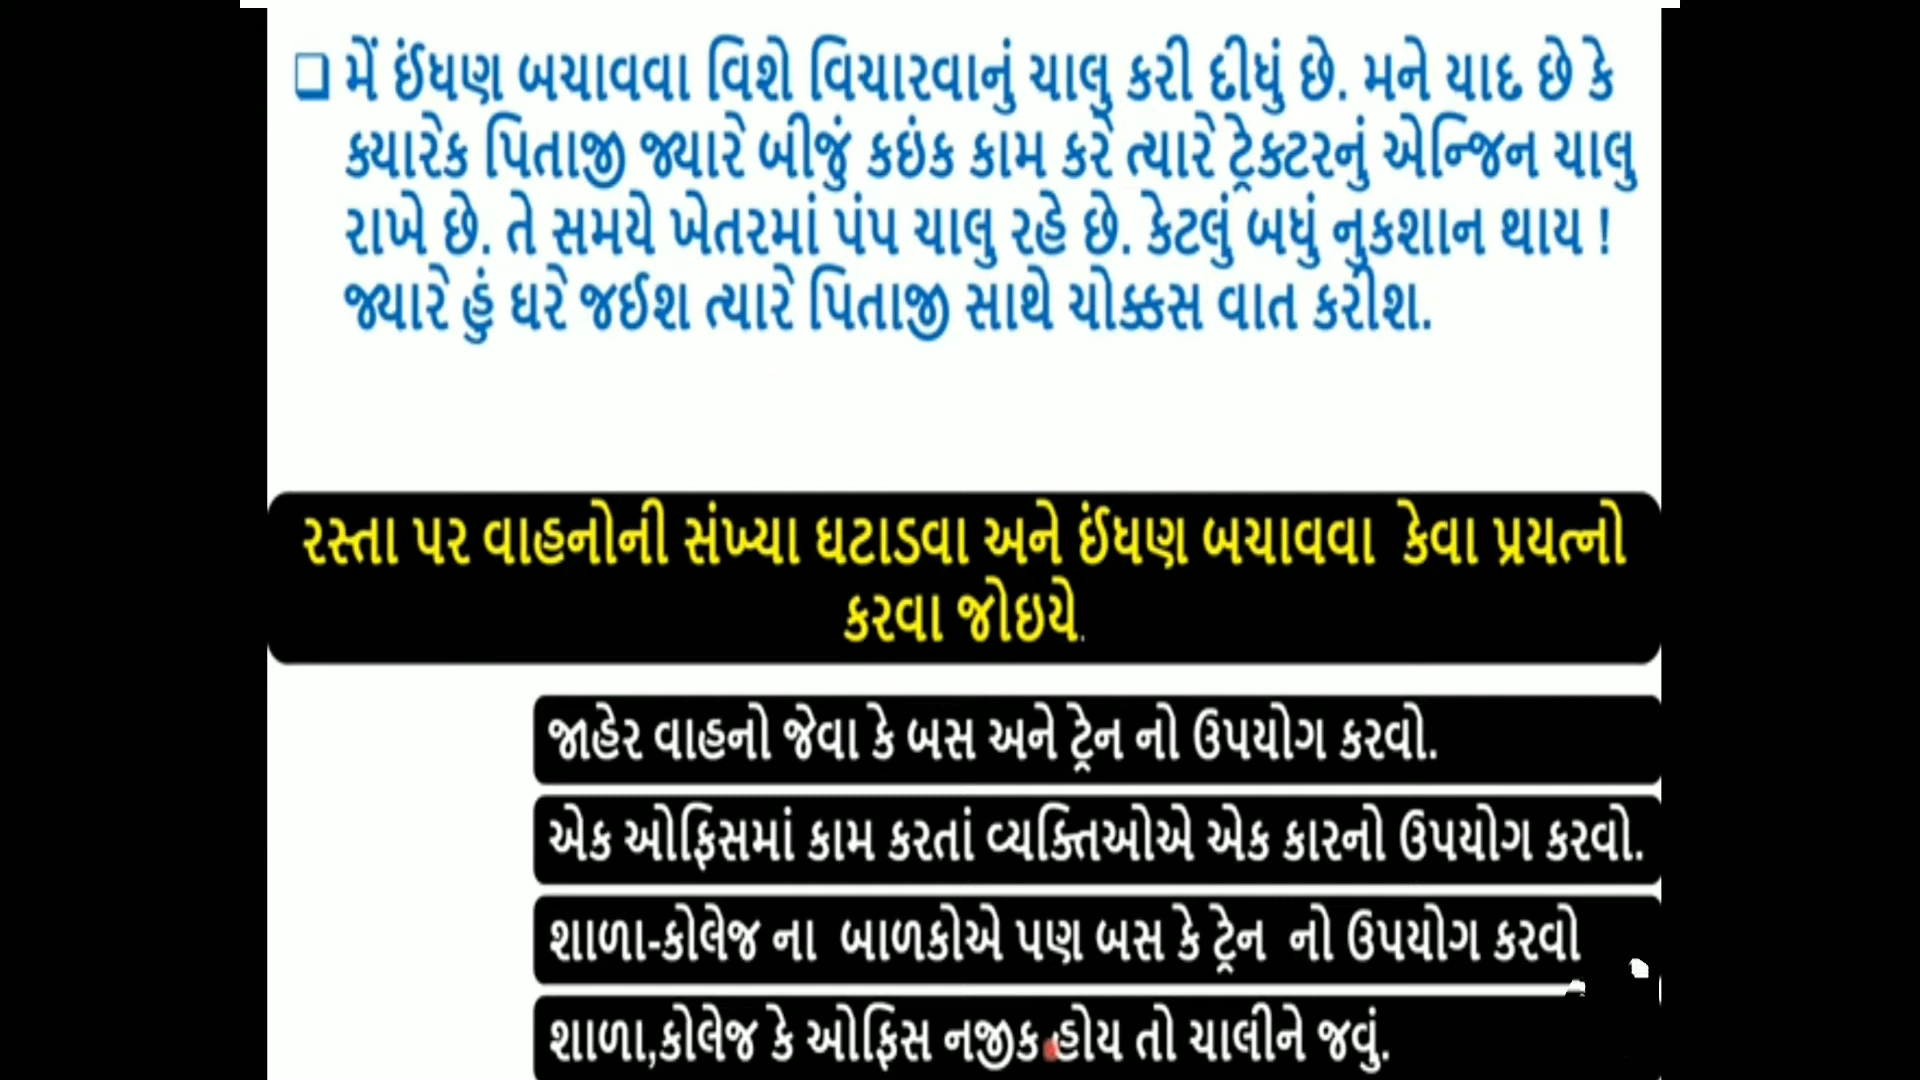 ❑ મેં ઈંધણ બચાવવા વિશે વિચારવાનું ચાલુ કરી દીધું છે. મને યાદ છે કે
ક્યારેક પિતાજી જ્યારે બીજું કઇંક કામ કરે ત્યારે ટ્રેક્ટરનું એન્જિન ચાલુ
રાખે છે. તે સમયે ખેતરમાં પંપ ચાલુ રહે છે. કેટલું બધું નુકશાન થાય !
જ્યારે હું ઘરે જઈશ ત્યારે પિતાજી સાથે ચોક્કસ વાત કરીશ.
રસ્તા પર વાહનોની સંખ્યા ઘટાડવા અને ઈંધણ બચાવવા કેવા પ્રયત્નો
કરવા જોઇયે.
જાહેર વાહનો જેવા કે બસ અને ટ્રેન નો ઉપયોગ કરવો.
એક ઓફિસમાં કામ કરતાં વ્યક્તિઓએ એક કારનો ઉપયોગ કરવો.
શાળા-કોલેજ ના બાળકોએ પણ બસ કે ટ્રેન નો ઉપયોગ કરવો
શાળા,કોલેજ કે ઓફિસ નજીક હોય તો ચાલીને જવું.